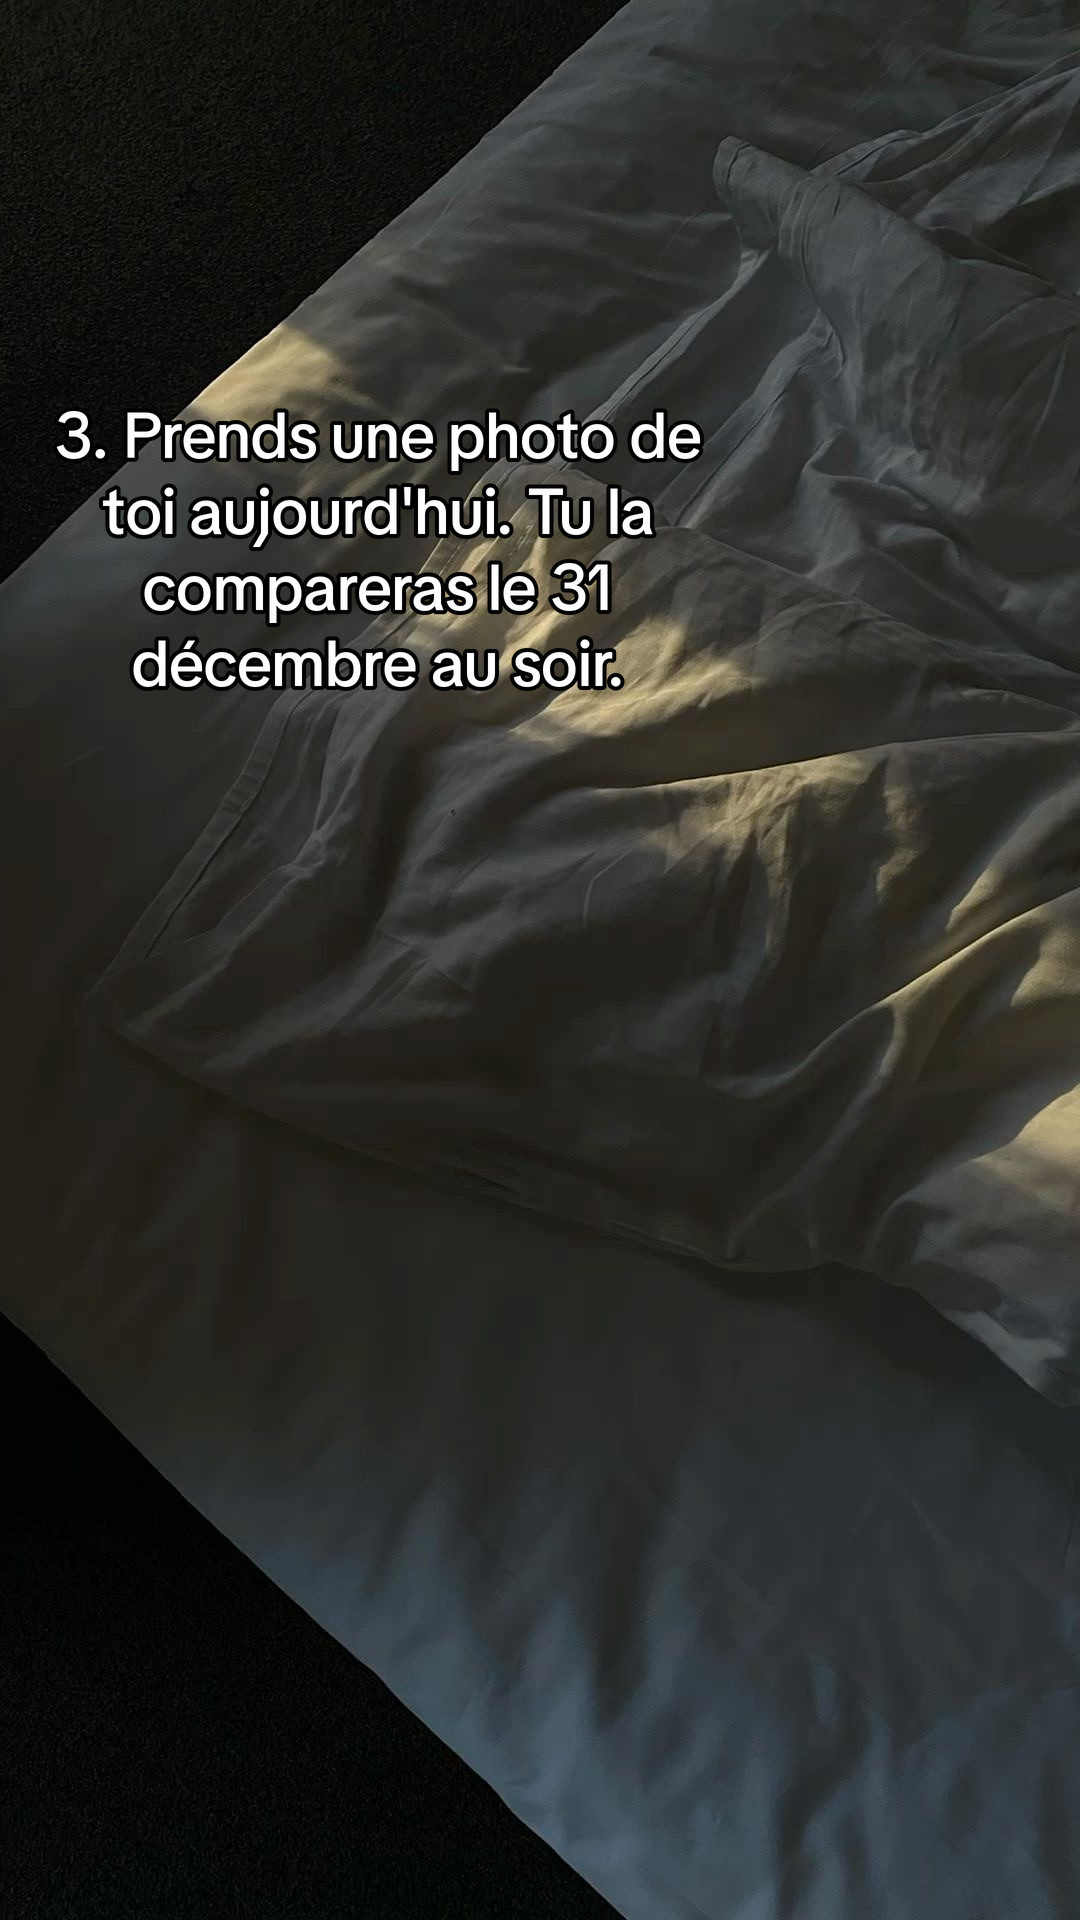 3. Prends une photo de
toi aujourd'hui. Tu la
compareras le 31
décembre au soir.